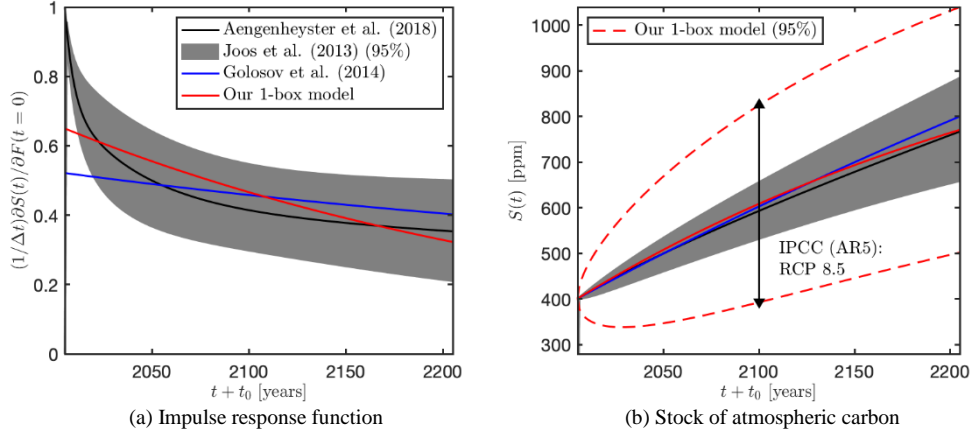 Aengenheyster et al. (2018)
Joos et al. (2013) (95%)
Golosov et al. (2014)
Our 1-box model
(1/Δt)∂S(t)/∂F(t = 0)
1
0.8
0.6
0.4
0.2
0
2050
2100
2150
2200
t + t₀ [years]
(a) Impulse response function
Our 1-box model (95%)
S(t) [ppm]
1000
900
800
700
600
500
400
300
IPCC (AR5):
RCP 8.5
2050
2100
2150
2200
t + t₀ [years]
(b) Stock of atmospheric carbon